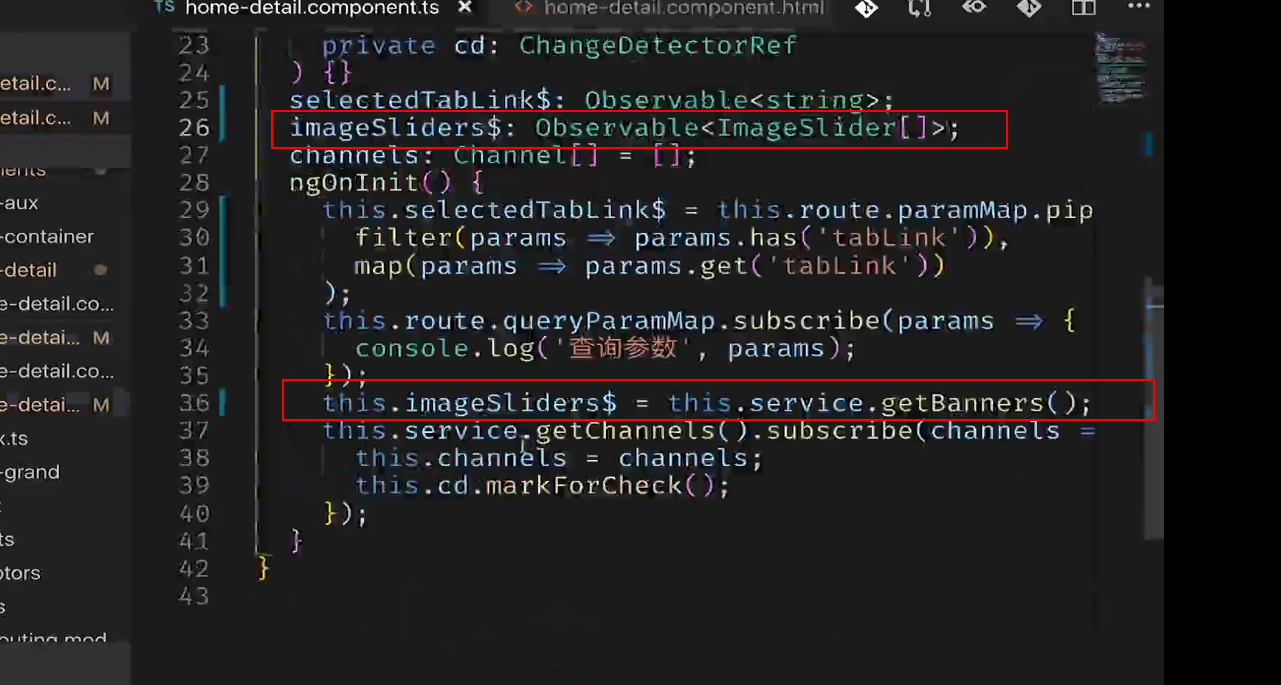 TS home-detail.component.ts × <> home-detail.component.html ...
etail.c... M
etail.c... M
-aux
-container
-detail
e-detail.co...
e-detai... M
e-detail.co...
e-detai... M
x.ts
-grand
ts
otors
s
outing.mod
23 private cd: ChangeDetectorRef
24 ) {}
25 selectedTabLink$: Observable<string>;
26 imageSliders$: Observable<ImageSlider[]>;
27 channels: Channel[] = [];
28 ngOnInit() {
29 this.selectedTabLink$ = this.route.paramMap.pip
30 filter(params => params.has('tabLink')),
31 map(params => params.get('tabLink'))
32 );
33 this.route.queryParamMap.subscribe(params => {
34 console.log('查询参数', params);
35 });
36 this.imageSliders$ = this.service.getBanners();
37 this.service.getChannels().subscribe(channels =
38 this.channels = channels;
39 this.cd.markForCheck();
40 });
41 }
42 }
43